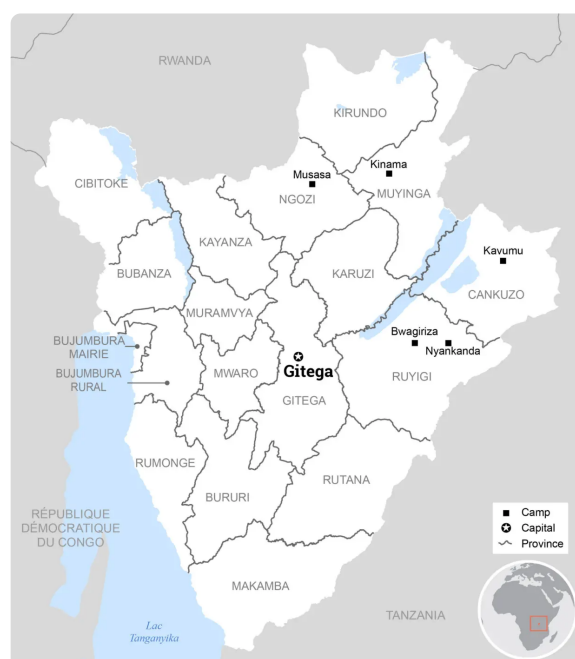 RWANDA
KIRUNDO
Kinama
Musasa
MUYINGA
CIBITOKE
NGOZI
KAYANZA
Kavumu
BUBANZA
KARUZI
CANKUZO
MURAMVYA
Bwagiriza
BUJUMBURA
MAIRIE
Nyankanda
Gitega
MWARO
RUYIGI
BUJUMBURA
RURAL
GITEGA
RUMONGE
RUTANA
BURURI
RÉPUBLIQUE
DÉMOCRATIQUE
DU CONGO
Camp
Capital
Province
MAKAMBA
TANZANIA
Lac
Tanganyika